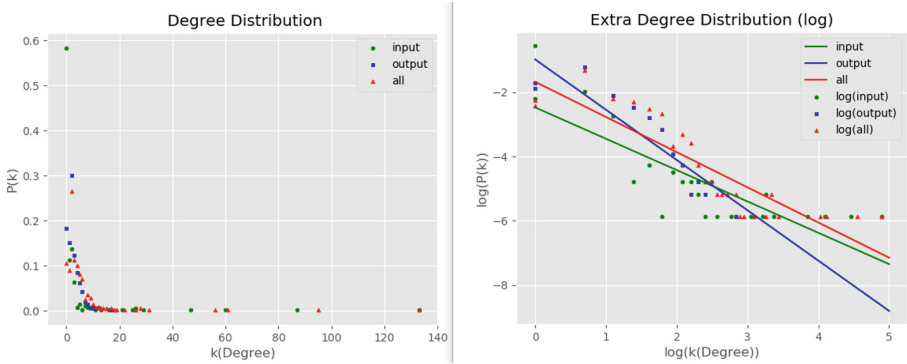 Degree Distribution
0.6
0.5
0.4
0.3
0.2
0.1
0.0
P(k)
0 20 40 60 80 100 120 140
k(Degree)
input
output
all
Extra Degree Distribution (log)
−2
−4
−6
−8
log(P(k))
0 1 2 3 4 5
log(k(Degree))
input
output
all
log(input)
log(output)
log(all)